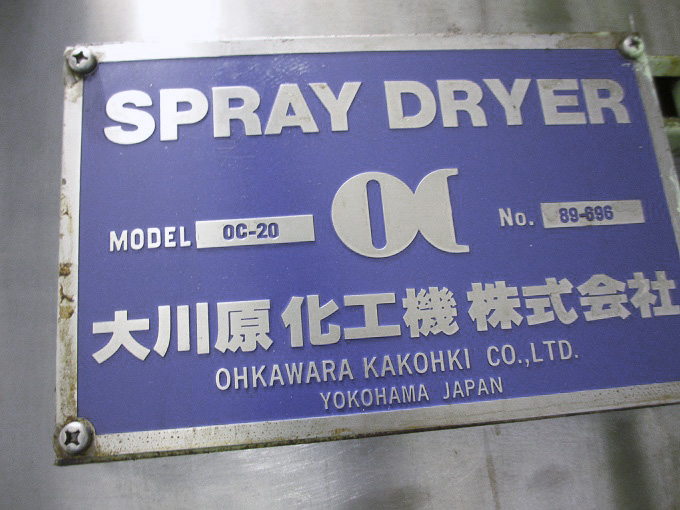 SPRAY DRYER
MODEL OC-20 OC No. 89-696
大川原化工機株式会社
OHKAWARA KAKOHKI CO.,LTD.
YOKOHAMA JAPAN